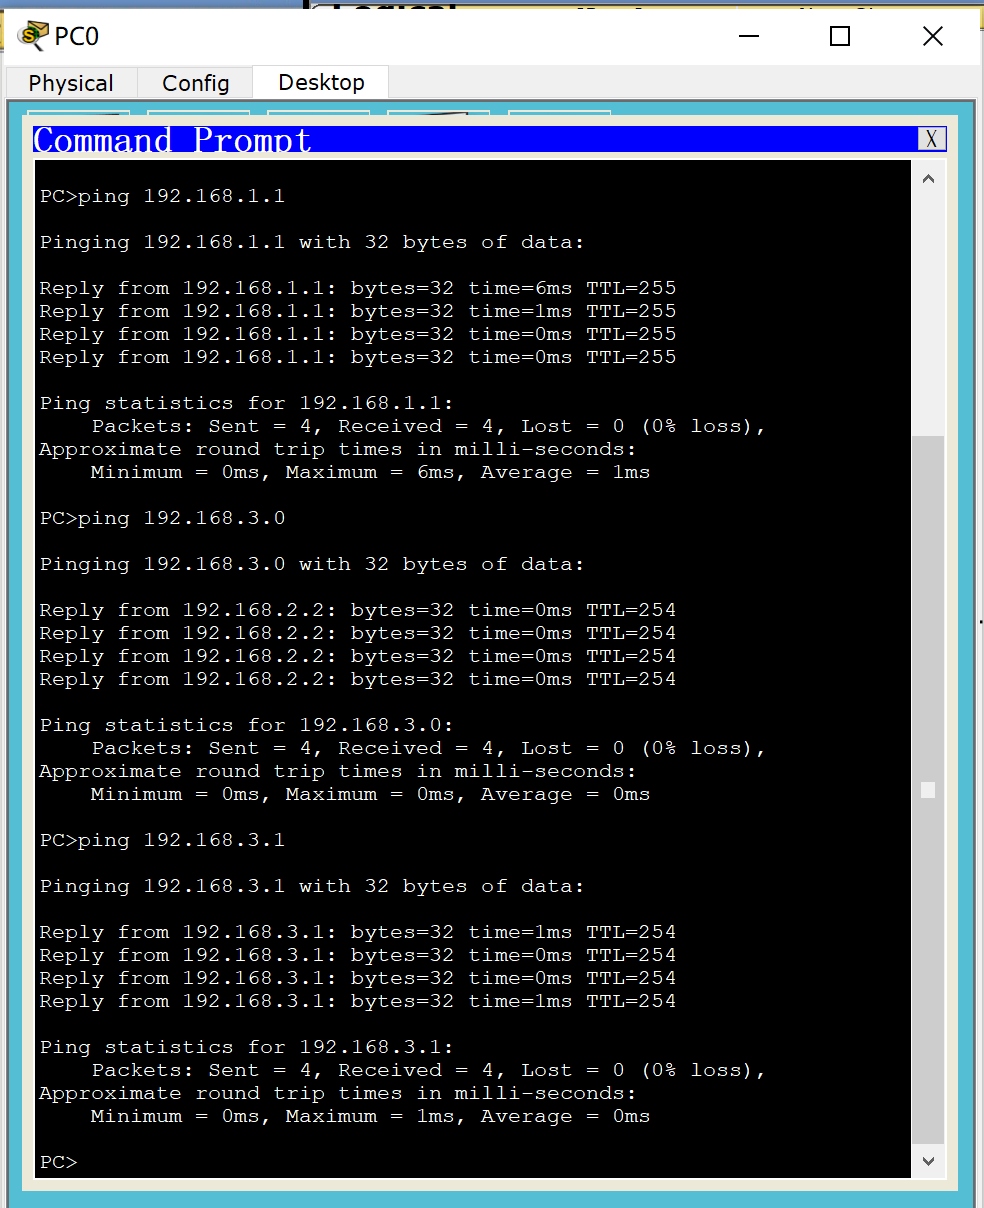 PC0
Physical Config Desktop
Command Prompt X
PC>ping 192.168.1.1
Pinging 192.168.1.1 with 32 bytes of data:
Reply from 192.168.1.1: bytes=32 time=6ms TTL=255
Reply from 192.168.1.1: bytes=32 time=1ms TTL=255
Reply from 192.168.1.1: bytes=32 time=0ms TTL=255
Reply from 192.168.1.1: bytes=32 time=0ms TTL=255
Ping statistics for 192.168.1.1:
Packets: Sent = 4, Received = 4, Lost = 0 (0% loss),
Approximate round trip times in milli-seconds:
Minimum = 0ms, Maximum = 6ms, Average = 1ms
PC>ping 192.168.3.0
Pinging 192.168.3.0 with 32 bytes of data:
Reply from 192.168.2.2: bytes=32 time=0ms TTL=254
Reply from 192.168.2.2: bytes=32 time=0ms TTL=254
Reply from 192.168.2.2: bytes=32 time=0ms TTL=254
Reply from 192.168.2.2: bytes=32 time=0ms TTL=254
Ping statistics for 192.168.3.0:
Packets: Sent = 4, Received = 4, Lost = 0 (0% loss),
Approximate round trip times in milli-seconds:
Minimum = 0ms, Maximum = 0ms, Average = 0ms
PC>ping 192.168.3.1
Pinging 192.168.3.1 with 32 bytes of data:
Reply from 192.168.3.1: bytes=32 time=1ms TTL=254
Reply from 192.168.3.1: bytes=32 time=0ms TTL=254
Reply from 192.168.3.1: bytes=32 time=0ms TTL=254
Reply from 192.168.3.1: bytes=32 time=1ms TTL=254
Ping statistics for 192.168.3.1:
Packets: Sent = 4, Received = 4, Lost = 0 (0% loss),
Approximate round trip times in milli-seconds:
Minimum = 0ms, Maximum = 1ms, Average = 0ms
PC>